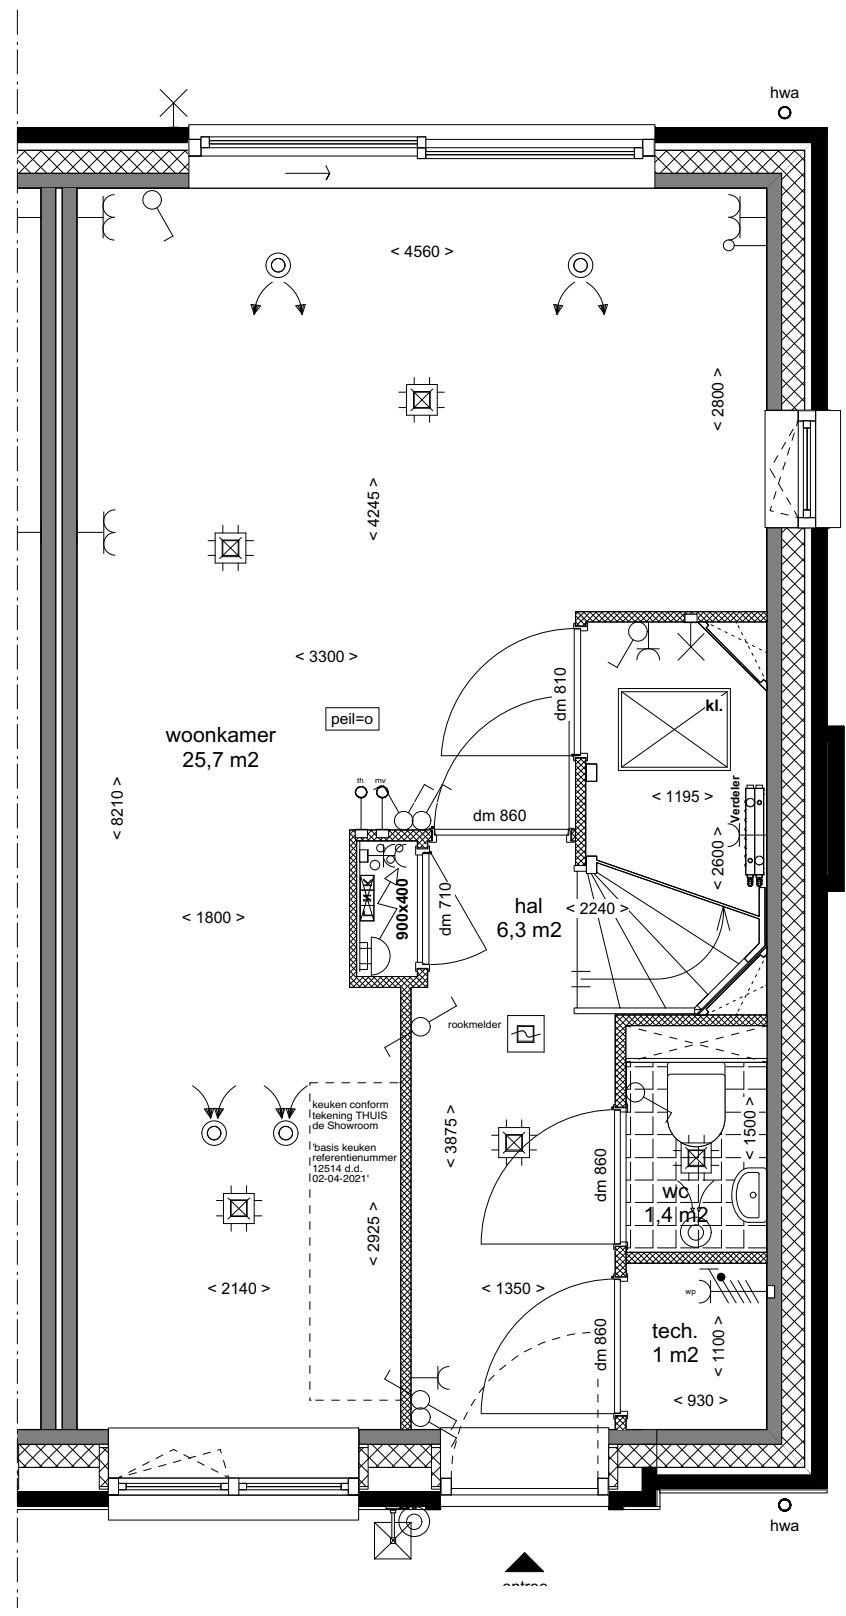 hwa
< 4560 >
< 2800 >
< 4245 >
< 3300 >
dm 810
kl.
peil=o
woonkamer
25,7 m2
th
mv
< 8210 >
< 1195 >
Verdeler
dm 860
< 2600 >
900x400
dm 710
hal
6,3 m2
< 2240 >
< 1800 >
rookmelder
keuken conform
tekening THUIS
de Showroom
'basis keuken
referentienummer
12514 d.d.
02-04-2021'
< 3875 >
< 1500 >
dm 860
wc
1,4 m2
< 2925 >
< 2140 >
< 1350 >
wp
dm 860
tech.
1 m2
< 1100 >
< 930 >
hwa
entree